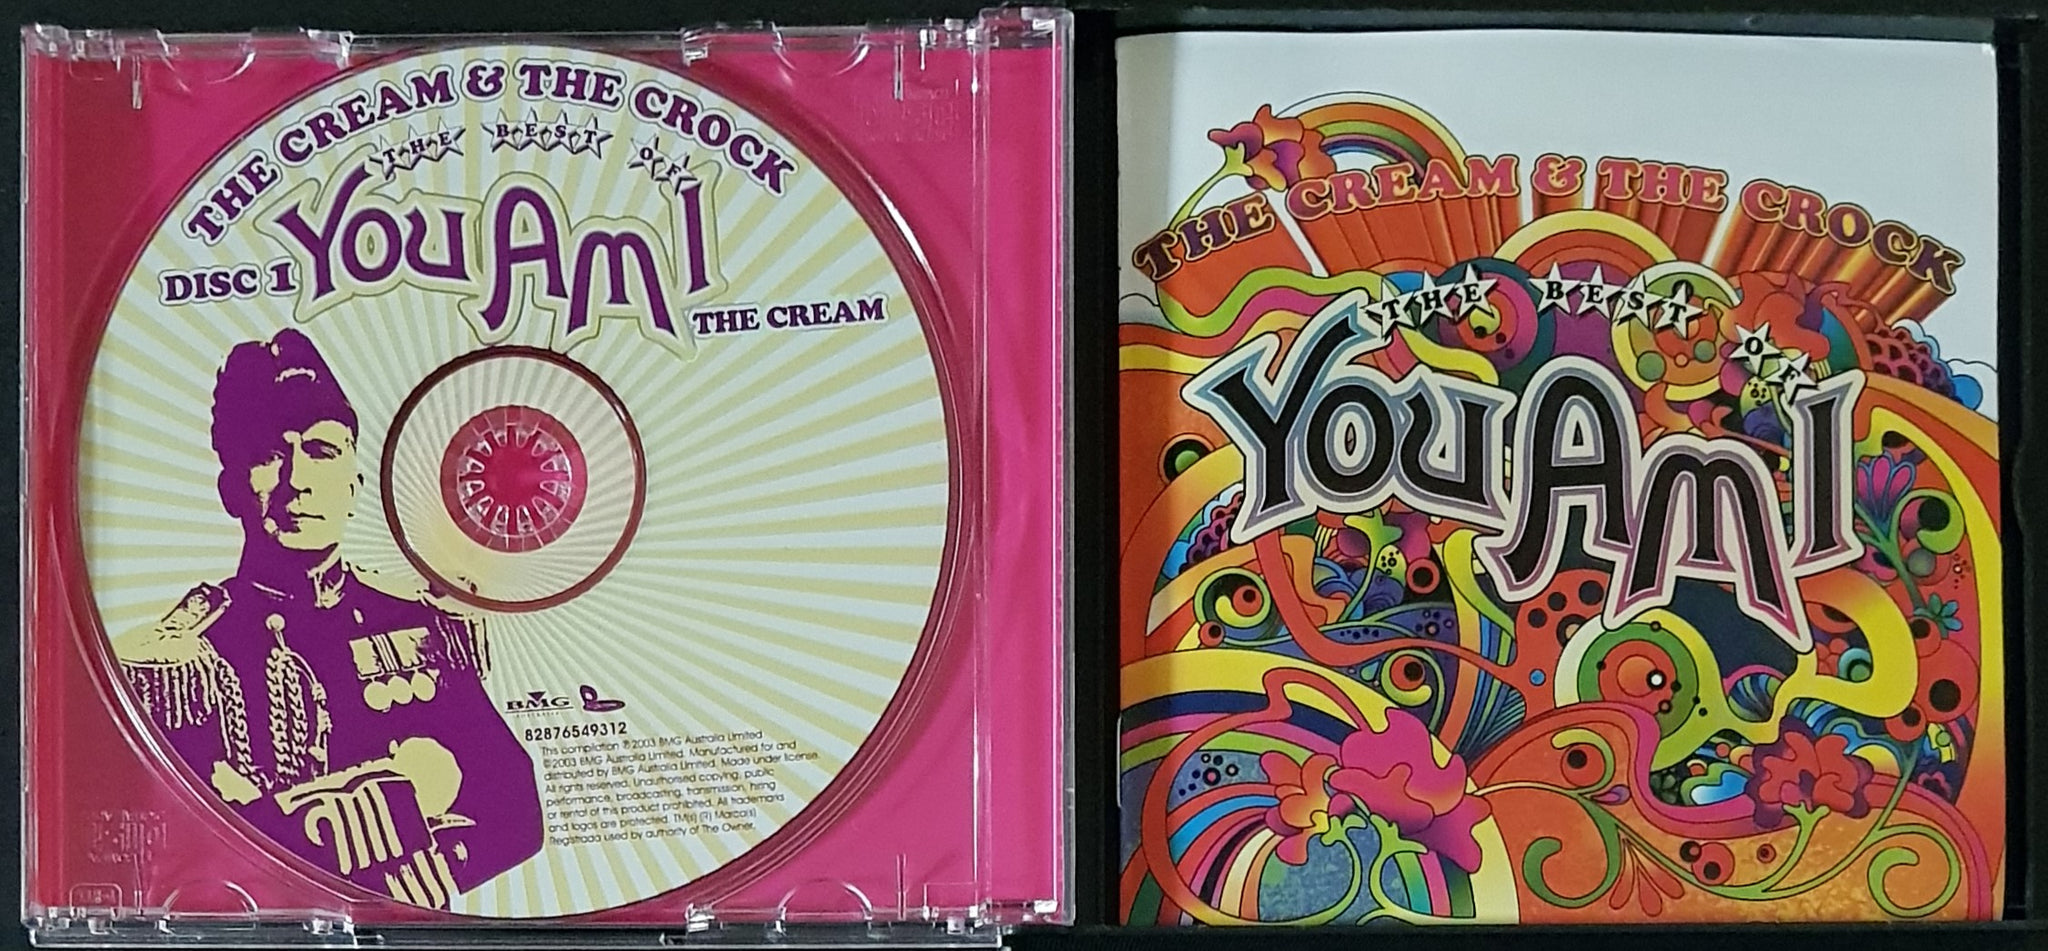 THE CREAM & THE CROCK
THE BEST OF
YOU AM I
DISC 1
THE CREAM
BMG
AUSTRALIA
82876549312
This compilation ℗2003 BMG Australia Limited
©2003 BMG Australia Limited. Manufactured for and
distributed by BMG Australia Limited. Made under license.
All rights reserved. Unauthorised copying, public
performance, broadcasting, transmission, hiring
or rental of this product prohibited. All trademarks
and logos are protected. TM(s) (R) Marca(s)
Registrada used by authority of The Owner.
THE CREAM & THE CROCK
THE BEST OF
YOU AM I